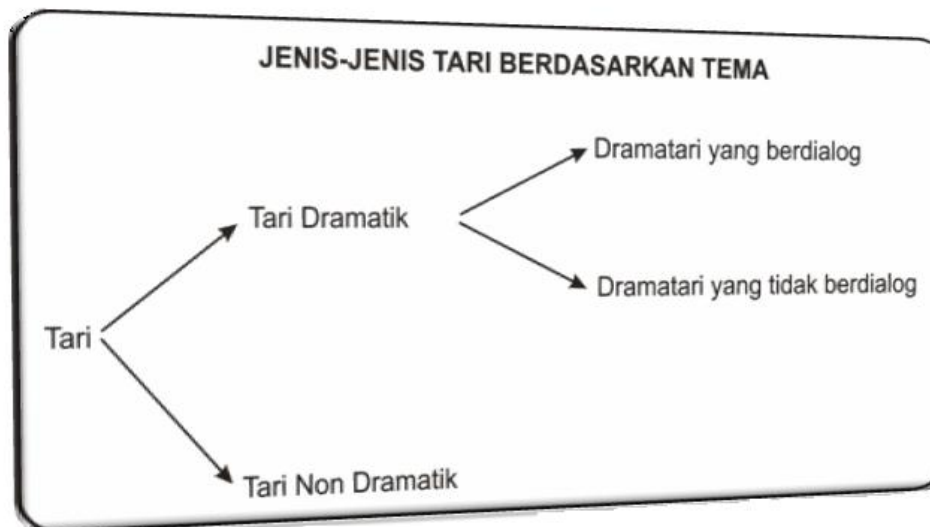 JENIS-JENIS TARI BERDASARKAN TEMA
Dramatari yang berdialog
Tari Dramatik
Dramatari yang tidak berdialog
Tari
Tari Non Dramatik